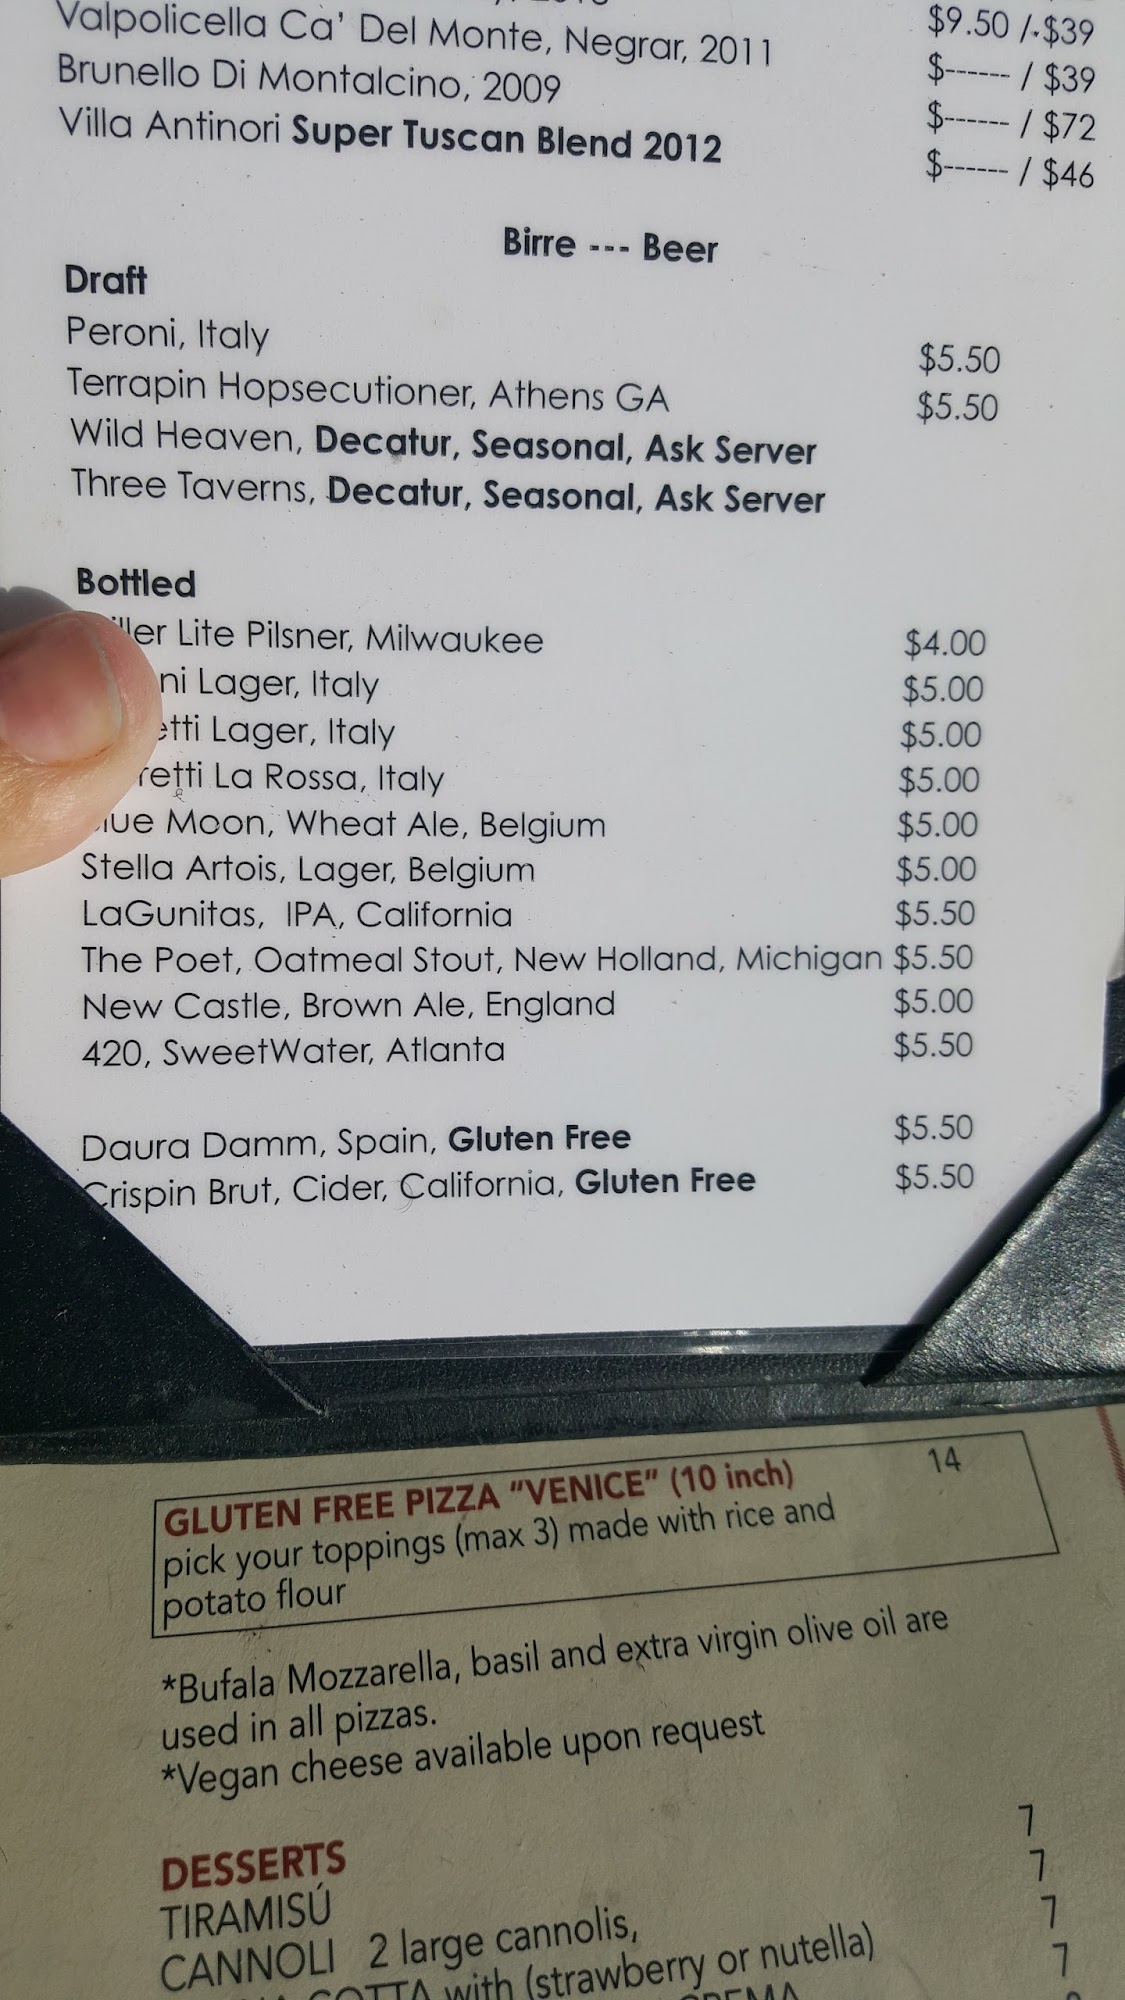 Valpolicella Ca' Del Monte, Negrar, 2011 $9.50 / $39
Brunello Di Montalcino, 2009 $------ / $39
Villa Antinori Super Tuscan Blend 2012 $------ / $72
$------ / $46
Birre --- Beer
Draft
Peroni, Italy $5.50
Terrapin Hopsecutioner, Athens GA $5.50
Wild Heaven, Decatur, Seasonal, Ask Server
Three Taverns, Decatur, Seasonal, Ask Server
Bottled
Lite Pilsner, Milwaukee $4.00
Lager, Italy $5.00
Lager, Italy $5.00
La Rossa, Italy $5.00
Moon, Wheat Ale, Belgium $5.00
Stella Artois, Lager, Belgium $5.00
LaGunitas, IPA, California $5.50
The Poet, Oatmeal Stout, New Holland, Michigan $5.50
New Castle, Brown Ale, England $5.00
420, SweetWater, Atlanta $5.50
Daura Damm, Spain, Gluten Free $5.50
Crispin Brut, Cider, California, Gluten Free $5.50
GLUTEN FREE PIZZA "VENICE" (10 inch) 14
pick your toppings (max 3) made with rice and
potato flour
*Bufala Mozzarella, basil and extra virgin olive oil are
used in all pizzas.
*Vegan cheese available upon request
DESSERTS
TIRAMISÚ 7
CANNOLI 2 large cannolis, 7
with (strawberry or nutella) 7
7